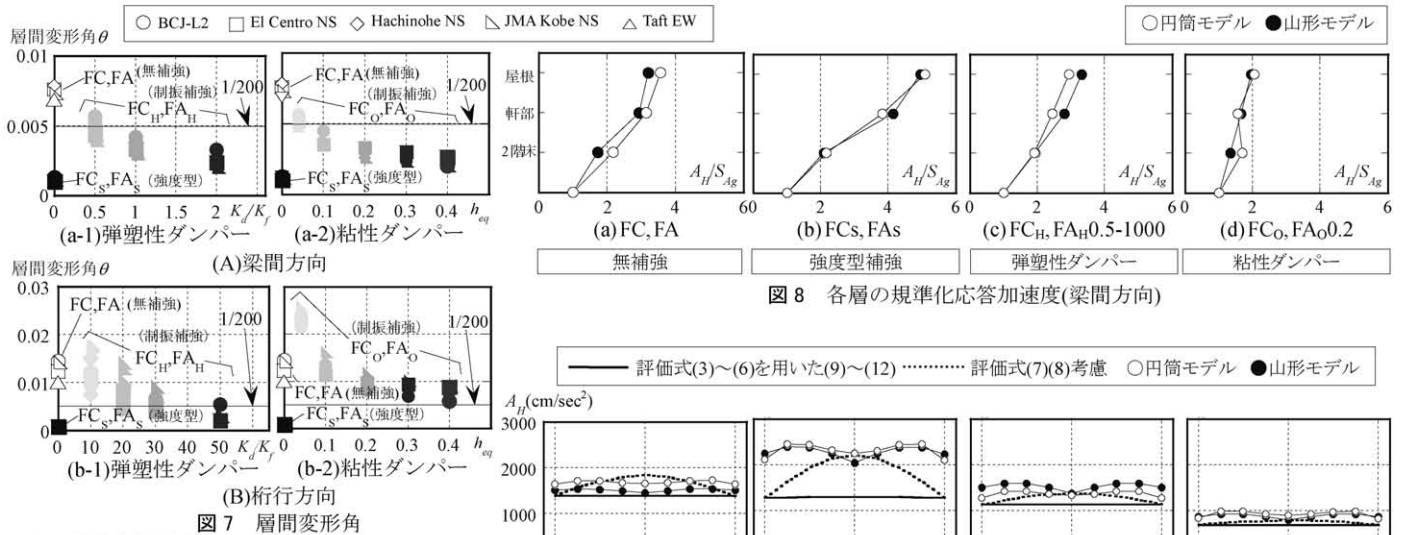 ○ BCJ-L2 □ El Centro NS ◇ Hachinohe NS ◺ JMA Kobe NS △ Taft EW
層間変形角θ
0.01
0.005
0
FC,FA(無補強)
(制振補強)
1/200
FC_H,FA_H
FC_S,FA_S(強度型)
0 0.5 1 1.5 2 K_d/K_f
(a-1)弾塑性ダンパー
FC,FA(無補強)
(制振補強)
1/200
FC_O,FA_O
FC_S,FA_S(強度型)
0 0.1 0.2 0.3 0.4 h_eq
(a-2)粘性ダンパー
(A)梁間方向
層間変形角θ
0.03
0.02
0.01
0
FC,FA(無補強)
(制振補強)
1/200
FC_H,FA_H
FC_S,FA_S(強度型)
0 10 20 30 40 50 K_d/K_f
(b-1)弾塑性ダンパー
(制振補強)
1/200
FC_O,FA_O
FC,FA(無補強)
FC_S,FA_S(強度型)
0 0.1 0.2 0.3 0.4 h_eq
(b-2)粘性ダンパー
(B)桁行方向
図7 層間変形角
○円筒モデル ●山形モデル
屋根
軒部
2階床
A_H/S_Ag
0 2 4 6
(a) FC, FA
無補強
A_H/S_Ag
0 2 4 6
(b) FCs, FAs
強度型補強
A_H/S_Ag
0 2 4 6
(c) FC_H, FA_H0.5-1000
弾塑性ダンパー
A_H/S_Ag
0 2 4 6
(d) FC_O, FA_O0.2
粘性ダンパー
図8 各層の規準化応答加速度(梁間方向)
評価式(3)～(6)を用いた(9)～(12) 評価式(7)(8)考慮 ○円筒モデル ●山形モデル
A_H(cm/sec²)
3000
2000
1000